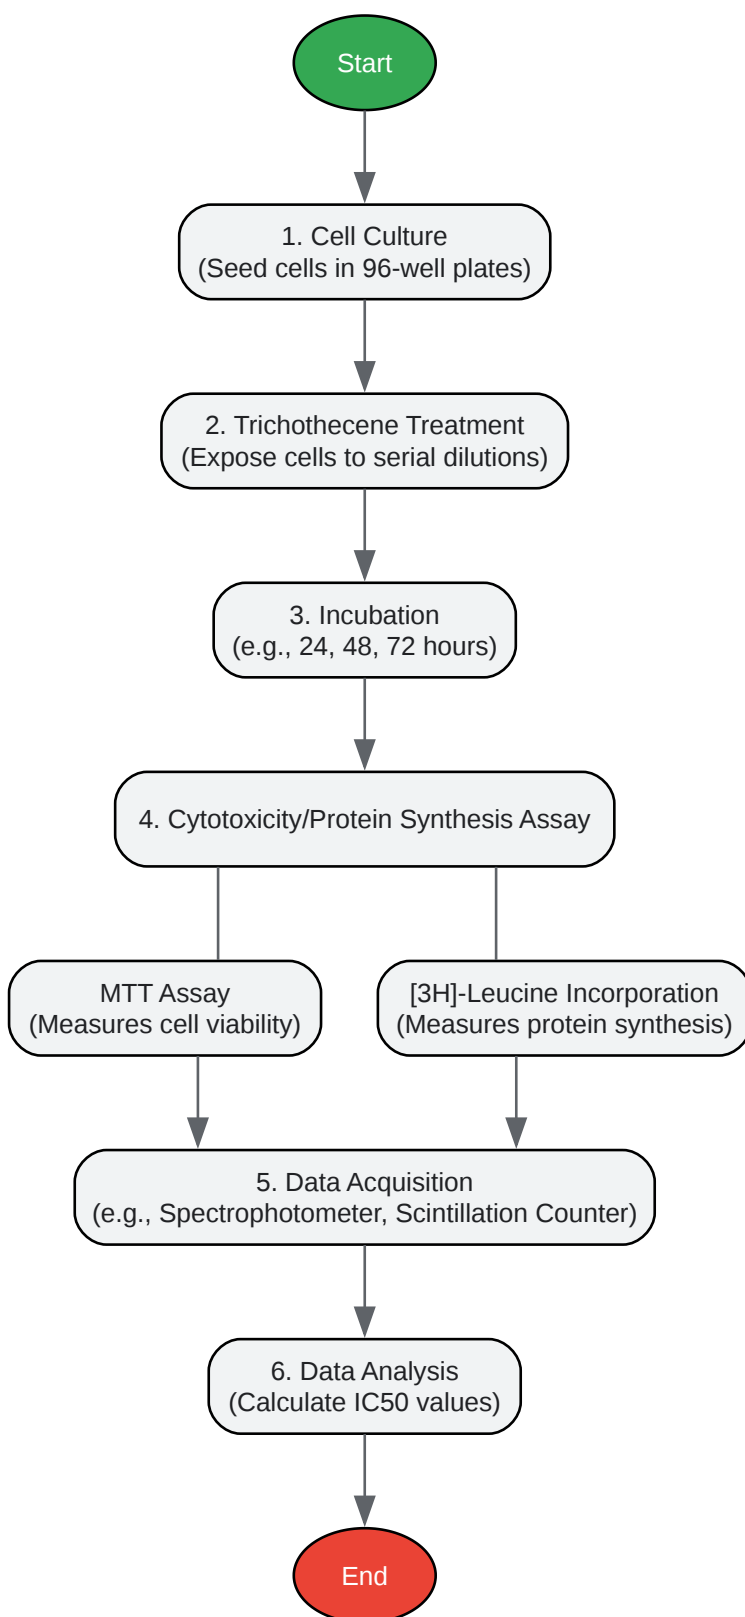 Start
1. Cell Culture
(Seed cells in 96-well plates)
2. Trichothecene Treatment
(Expose cells to serial dilutions)
3. Incubation
(e.g., 24, 48, 72 hours)
4. Cytotoxicity/Protein Synthesis Assay
MTT Assay
(Measures cell viability)
[3H]-Leucine Incorporation
(Measures protein synthesis)
5. Data Acquisition
(e.g., Spectrophotometer, Scintillation Counter)
6. Data Analysis
(Calculate IC50 values)
End